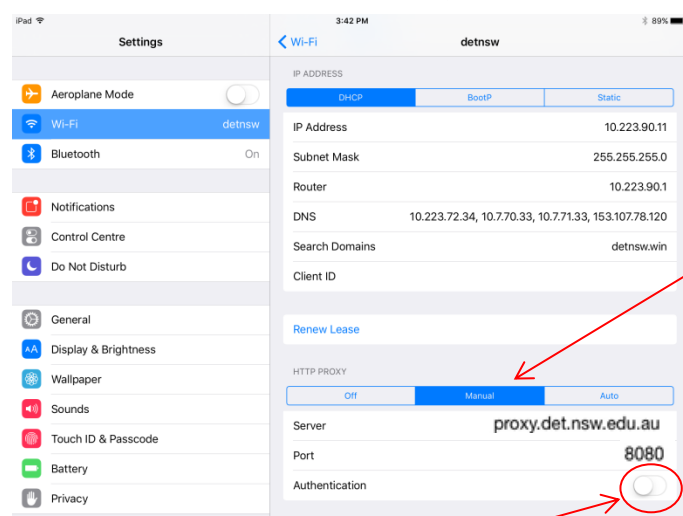 iPad 3:42 PM 89%
Settings
Wi-Fi detnsw
IP ADDRESS
Aeroplane Mode
DHCP BootP Static
Wi-Fi detnsw
IP Address 10.223.90.11
Bluetooth On
Subnet Mask 255.255.255.0
Router 10.223.90.1
Notifications
DNS 10.223.72.34, 10.7.70.33, 10.7.71.33, 153.107.78.120
Control Centre
Search Domains detnsw.win
Do Not Disturb
Client ID
General
Renew Lease
Display & Brightness
AA
HTTP PROXY
Wallpaper
Off Manual Auto
Sounds
Server proxy.det.nsw.edu.au
Touch ID & Passcode
Port 8080
Battery
Authentication
Privacy